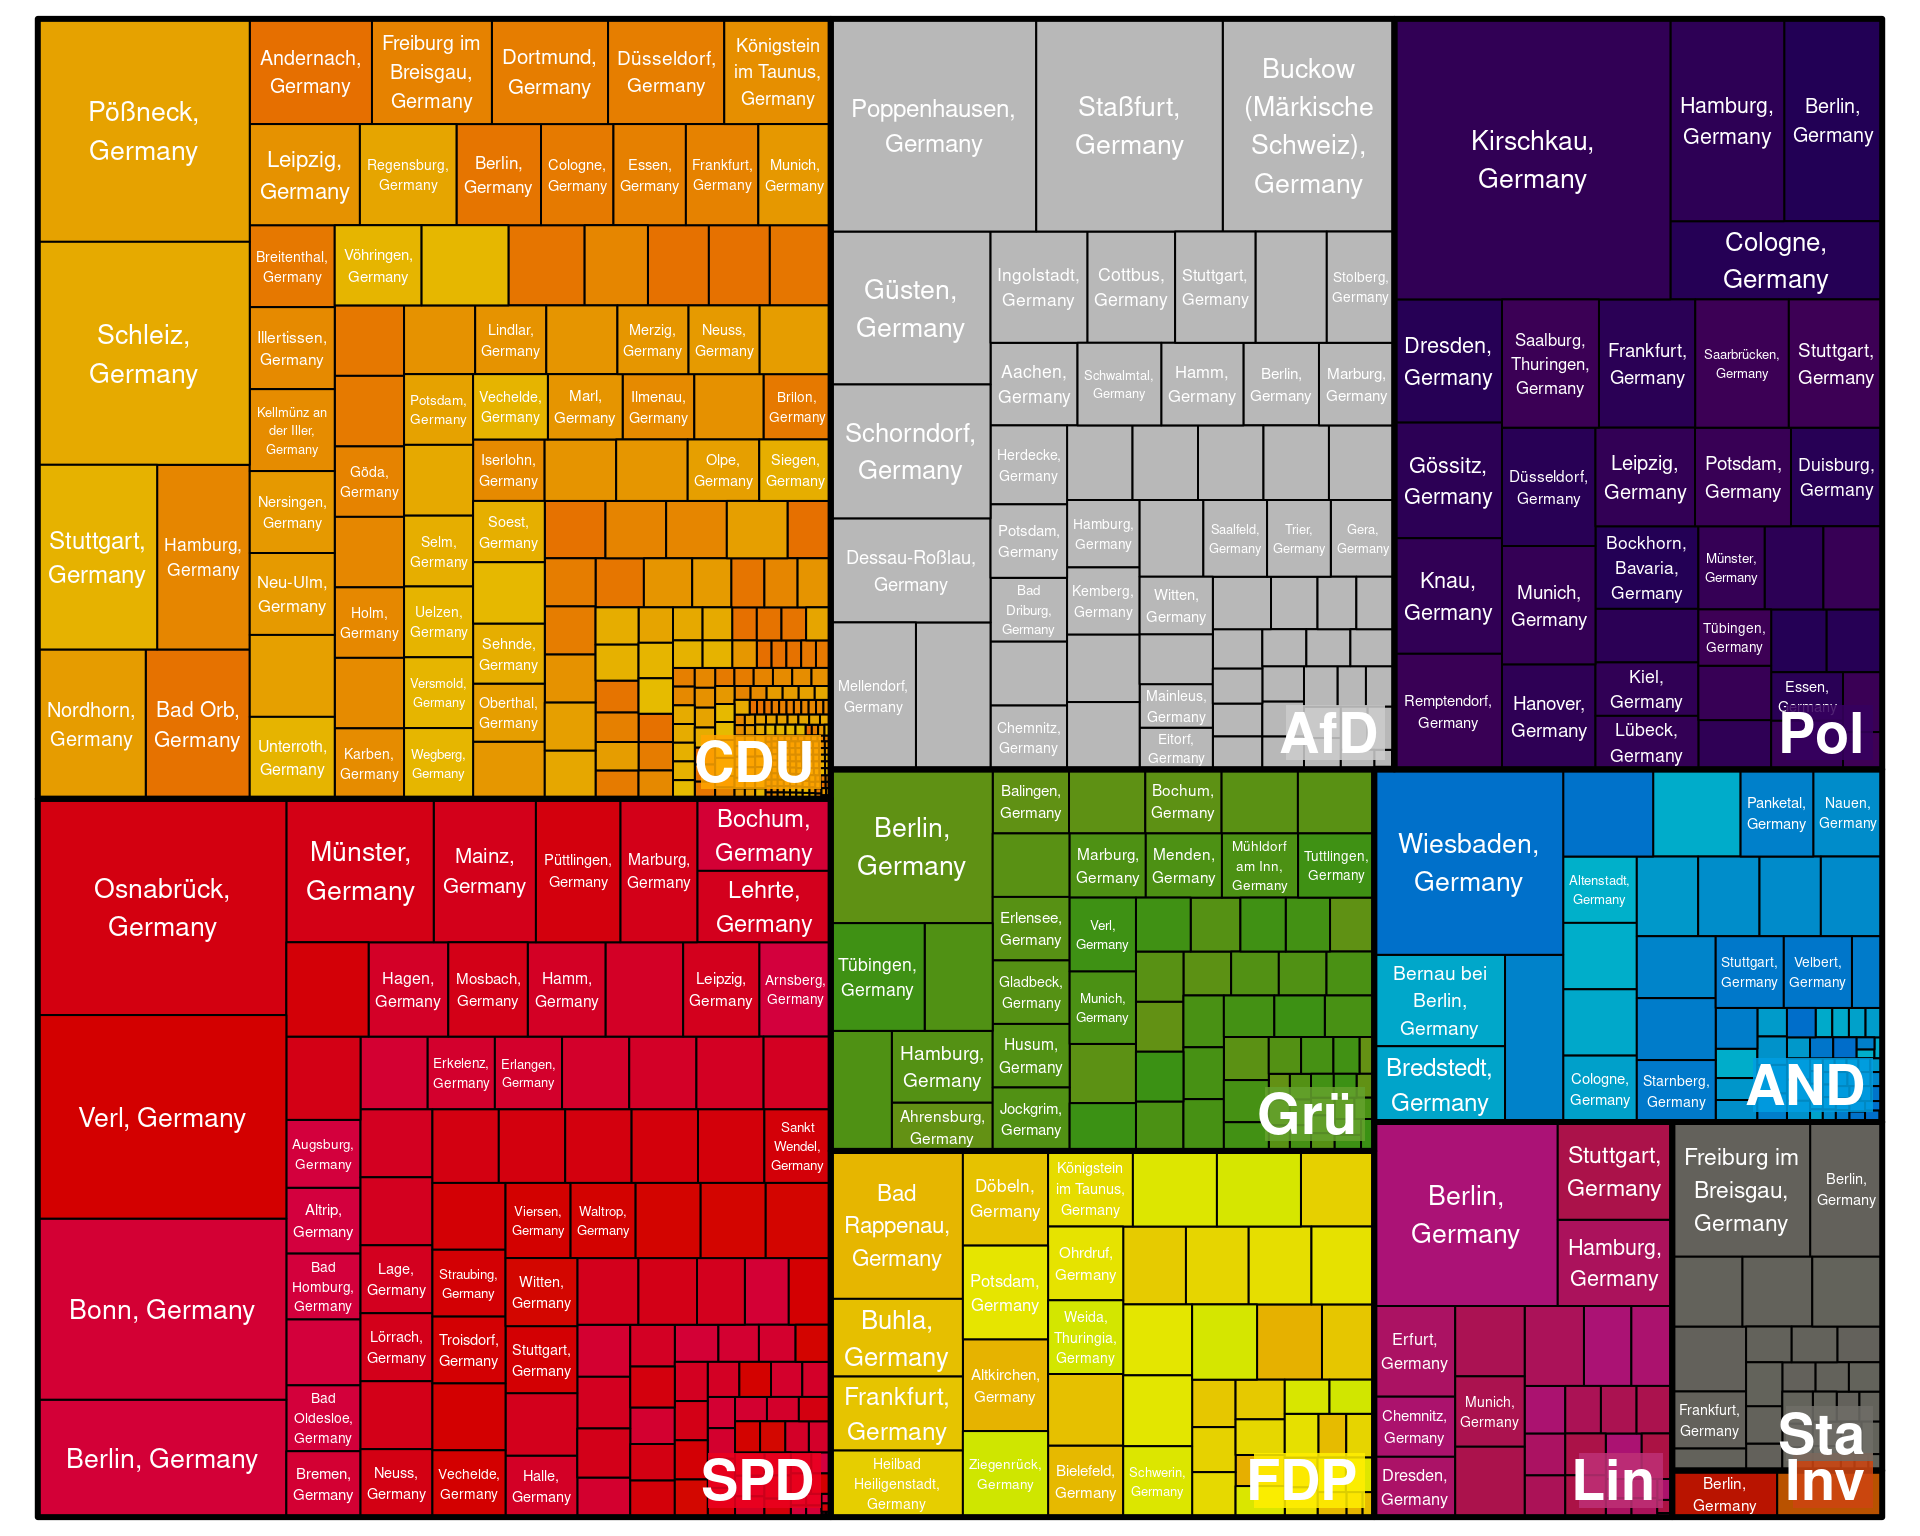 Pößneck,
Germany
Schleiz,
Germany
Stuttgart,
Germany
Hamburg,
Germany
Nordhorn,
Germany
Bad Orb,
Germany
Andernach,
Germany
Freiburg im
Breisgau,
Germany
Dortmund,
Germany
Düsseldorf,
Germany
Königstein
im Taunus,
Germany
Leipzig,
Germany
Regensburg,
Germany
Berlin,
Germany
Cologne,
Germany
Essen,
Germany
Frankfurt,
Germany
Munich,
Germany
Breitenthal,
Germany
Vöhringen,
Germany
Illertissen,
Germany
Kellmünz an
der Iller,
Germany
Nersingen,
Germany
Neu-Ulm,
Germany
Unterroth,
Germany
Göda,
Germany
Holm,
Germany
Karben,
Germany
Lindlar,
Germany
Merzig,
Germany
Neuss,
Germany
Potsdam,
Germany
Vechelde,
Germany
Marl,
Germany
Ilmenau,
Germany
Brilon,
Germany
Iserlohn,
Germany
Olpe,
Germany
Siegen,
Germany
Selm,
Germany
Soest,
Germany
Uelzen,
Germany
Sehnde,
Germany
Versmold,
Germany
Oberthal,
Germany
Wegberg,
Germany
CDU
Poppenhausen,
Germany
Staßfurt,
Germany
Buckow
(Märkische
Schweiz),
Germany
Güsten,
Germany
Schorndorf,
Germany
Dessau-Roßlau,
Germany
Mellendorf,
Germany
Ingolstadt,
Germany
Cottbus,
Germany
Stuttgart,
Germany
Stolberg,
Germany
Aachen,
Germany
Schwalmtal,
Germany
Hamm,
Germany
Berlin,
Germany
Marburg,
Germany
Herdecke,
Germany
Potsdam,
Germany
Hamburg,
Germany
Saalfeld,
Germany
Trier,
Germany
Gera,
Germany
Bad
Driburg,
Germany
Kemberg,
Germany
Witten,
Germany
Chemnitz,
Germany
Mainleus,
Germany
Eitorf,
Germany
AfD
Kirschkau,
Germany
Hamburg,
Germany
Berlin,
Germany
Cologne,
Germany
Dresden,
Germany
Saalburg,
Thuringen,
Germany
Frankfurt,
Germany
Saarbrücken,
Germany
Stuttgart,
Germany
Gössitz,
Germany
Düsseldorf,
Germany
Leipzig,
Germany
Potsdam,
Germany
Duisburg,
Germany
Knau,
Germany
Munich,
Germany
Bockhorn,
Bavaria,
Germany
Münster,
Germany
Tübingen,
Germany
Remptendorf,
Germany
Hanover,
Germany
Kiel,
Germany
Lübeck,
Germany
Essen,
Germany
Pol
Osnabrück,
Germany
Verl, Germany
Bonn, Germany
Berlin, Germany
Münster,
Germany
Mainz,
Germany
Püttlingen,
Germany
Marburg,
Germany
Bochum,
Germany
Lehrte,
Germany
Hagen,
Germany
Mosbach,
Germany
Hamm,
Germany
Leipzig,
Germany
Arnsberg,
Germany
Erkelenz,
Germany
Erlangen,
Germany
Augsburg,
Germany
Altrip,
Germany
Bad
Homburg,
Germany
Bad
Oldesloe,
Germany
Bremen,
Germany
Sankt
Wendel,
Germany
Viersen,
Germany
Waltrop,
Germany
Lage,
Germany
Straubing,
Germany
Witten,
Germany
Lörrach,
Germany
Troisdorf,
Germany
Stuttgart,
Germany
Neuss,
Germany
Vechelde,
Germany
Halle,
Germany
SPD
Berlin,
Germany
Tübingen,
Germany
Hamburg,
Germany
Ahrensburg,
Germany
Balingen,
Germany
Bochum,
Germany
Marburg,
Germany
Menden,
Germany
Mühldorf
am Inn,
Germany
Tuttlingen,
Germany
Erlensee,
Germany
Verl,
Germany
Gladbeck,
Germany
Munich,
Germany
Husum,
Germany
Jockgrim,
Germany
Grü
Bad
Rappenau,
Germany
Buhla,
Germany
Frankfurt,
Germany
Heilbad
Heiligenstadt,
Germany
Döbeln,
Germany
Potsdam,
Germany
Altkirchen,
Germany
Ziegenrück,
Germany
Königstein
im Taunus,
Germany
Ohrdruf,
Germany
Weida,
Thuringia,
Germany
Bielefeld,
Germany
Schwerin,
Germany
FDP
Wiesbaden,
Germany
Bernau bei
Berlin,
Germany
Bredstedt,
Germany
Panketal,
Germany
Nauen,
Germany
Altenstadt,
Germany
Stuttgart,
Germany
Velbert,
Germany
Cologne,
Germany
Starnberg,
Germany
AND
Berlin,
Germany
Stuttgart,
Germany
Hamburg,
Germany
Erfurt,
Germany
Chemnitz,
Germany
Munich,
Germany
Dresden,
Germany
Lin
Freiburg im
Breisgau,
Germany
Berlin,
Germany
Frankfurt,
Germany
Sta
Berlin,
Germany
Inv